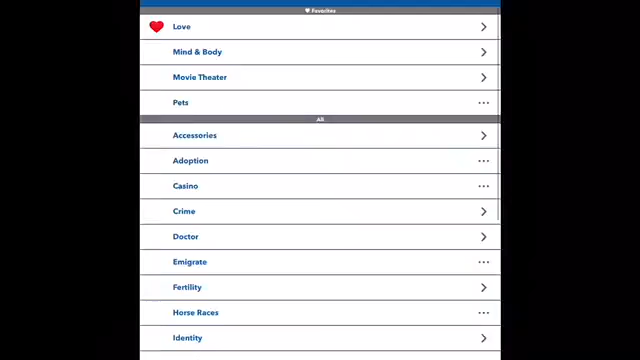 Favorites
Love
Mind & Body
Movie Theater
Pets
All
Accessories
Adoption
Casino
Crime
Doctor
Emigrate
Fertility
Horse Races
Identity